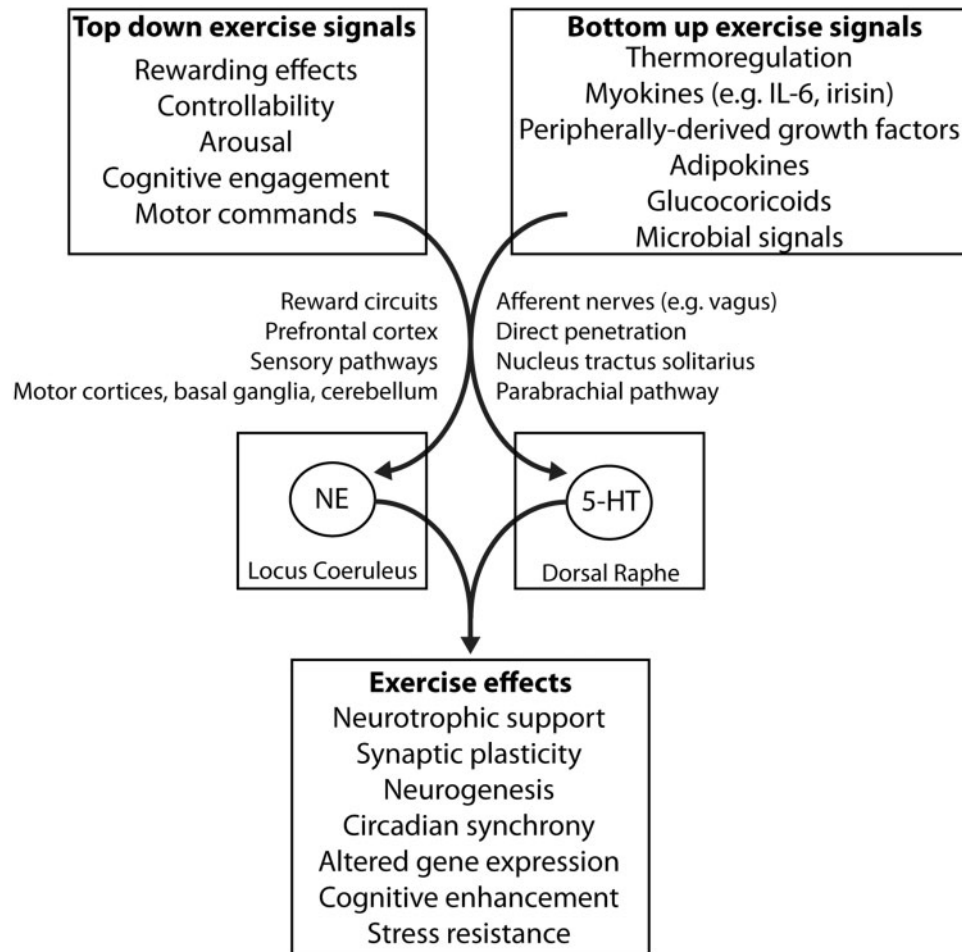 Top down exercise signals
Rewarding effects
Controllability
Arousal
Cognitive engagement
Motor commands
Bottom up exercise signals
Thermoregulation
Myokines (e.g. IL-6, irisin)
Peripherally-derived growth factors
Adipokines
Glucocoricoids
Microbial signals
Reward circuits
Prefrontal cortex
Sensory pathways
Motor cortices, basal ganglia, cerebellum
Afferent nerves (e.g. vagus)
Direct penetration
Nucleus tractus solitarius
Parabrachial pathway
NE
Locus Coeruleus
5-HT
Dorsal Raphe
Exercise effects
Neurotrophic support
Synaptic plasticity
Neurogenesis
Circadian synchrony
Altered gene expression
Cognitive enhancement
Stress resistance